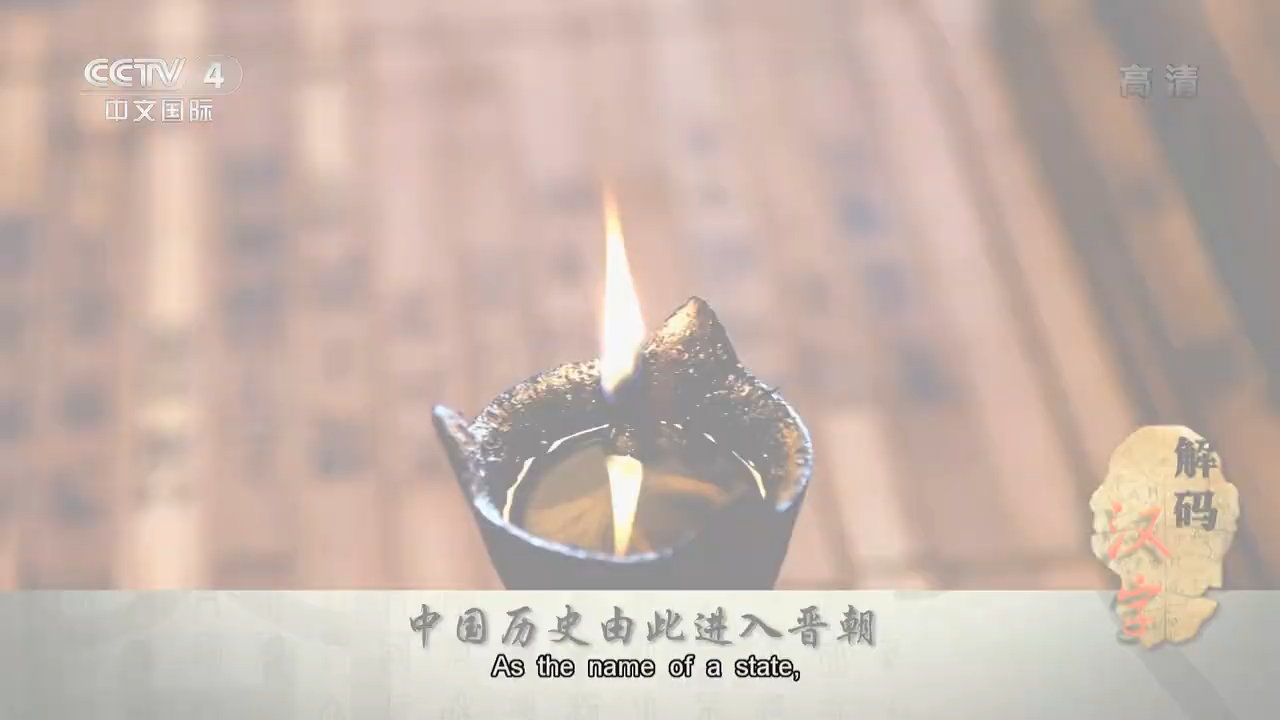 CCTV 4
中文国际
高清
解码
汉字
中国历史由此进入晋朝
As the name of a state,